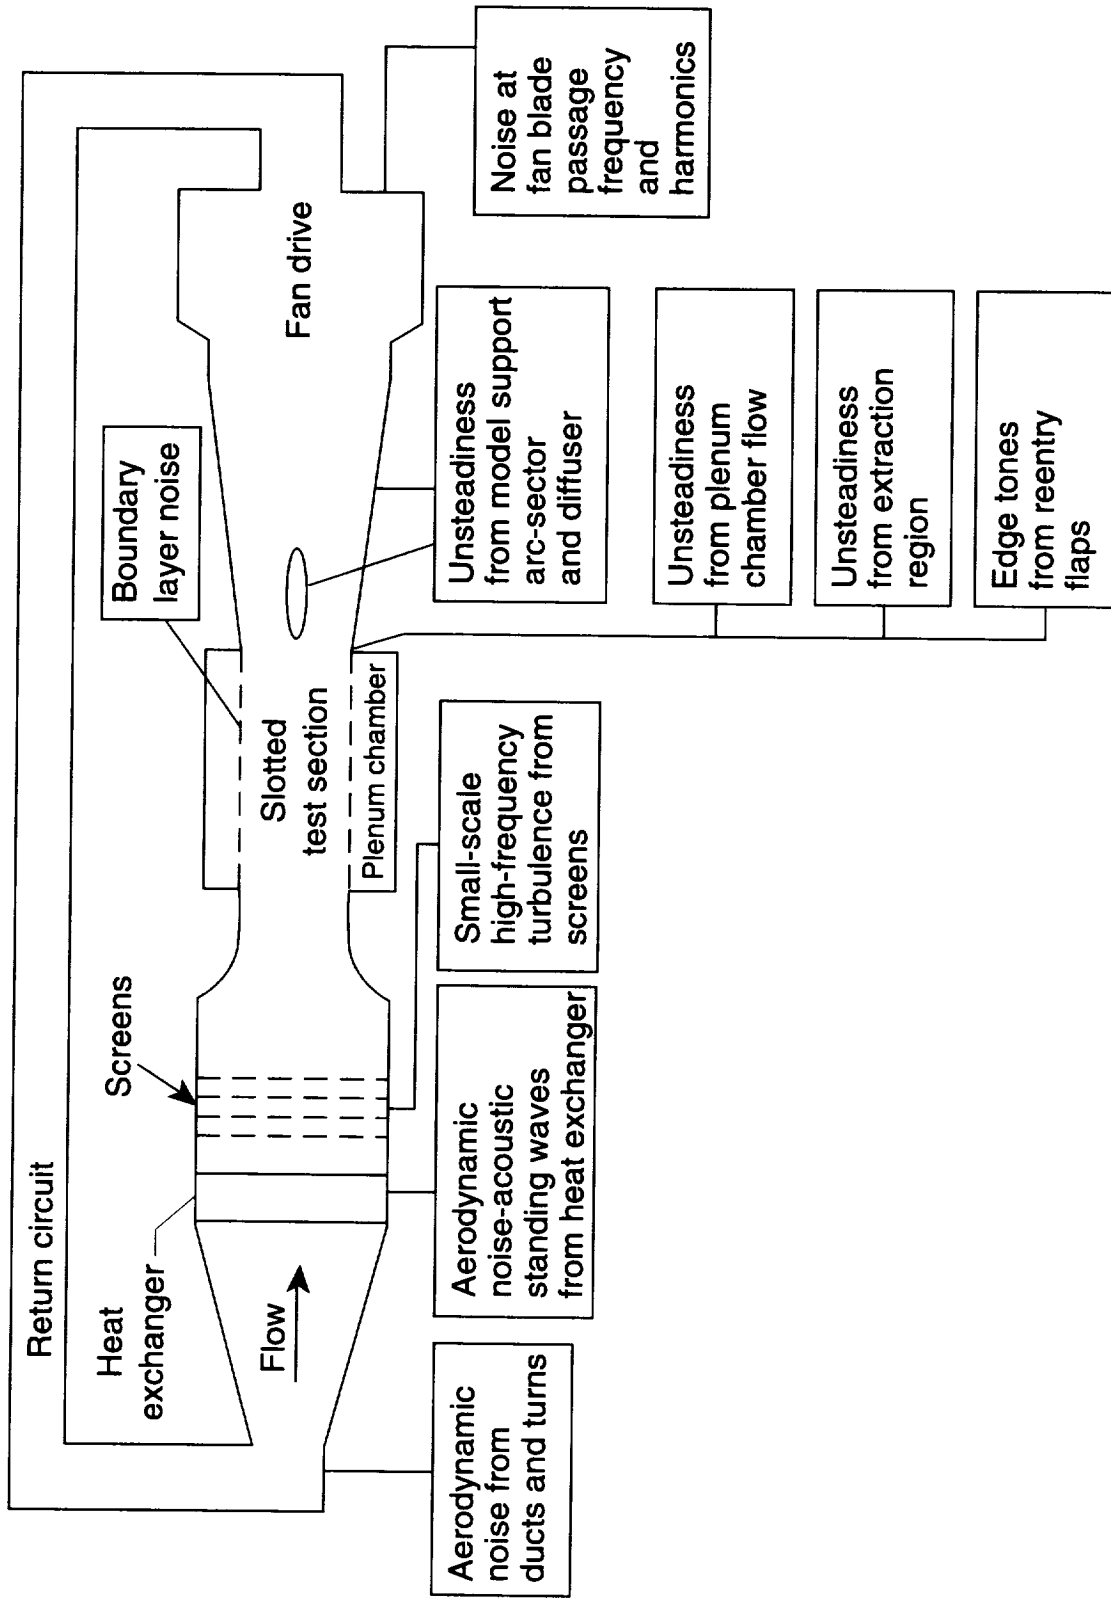 Return circuit
Heat
exchanger
Screens
Boundary
layer noise
Flow
Slotted
test section
Plenum chamber
Fan drive
Aerodynamic
noise from
ducts and turns
Aerodynamic
noise-acoustic
standing waves
from heat exchanger
Small-scale
high-frequency
turbulence from
screens
Unsteadiness
from model support
arc-sector
and diffuser
Noise at
fan blade
passage
frequency
and
harmonics
Unsteadiness
from plenum
chamber flow
Unsteadiness
from extraction
region
Edge tones
from reentry
flaps